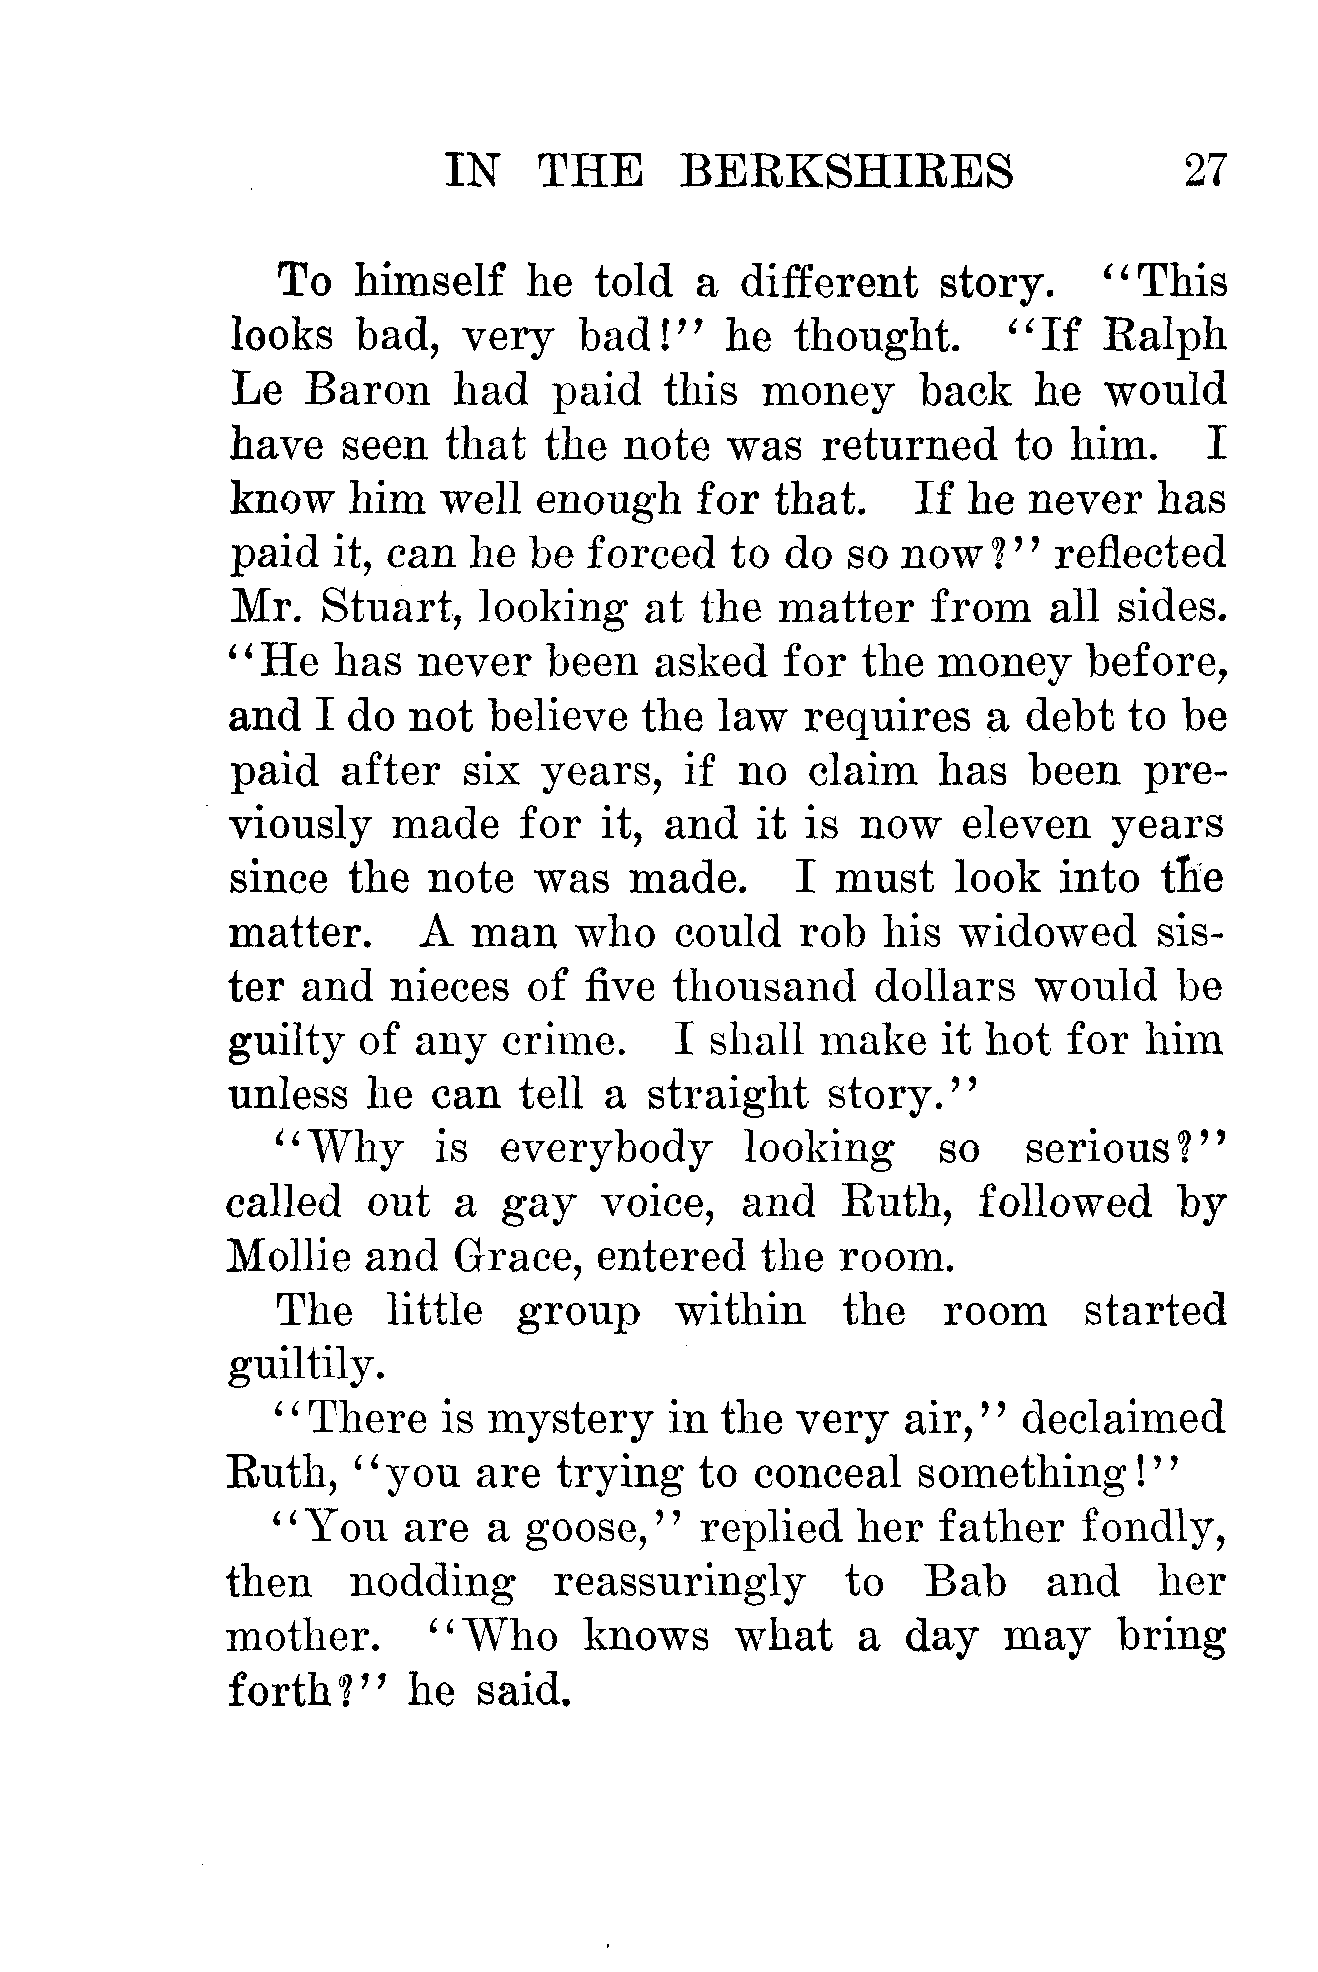 IN THE BERKSHIRES 27
To himself he told a different story. "This
looks bad, very bad!" he thought. "If Ralph
Le Baron had paid this money back he would
have seen that the note was returned to him. I
know him well enough for that. If he never has
paid it, can he be forced to do so now?" reflected
Mr. Stuart, looking at the matter from all sides.
"He has never been asked for the money before,
and I do not believe the law requires a debt to be
paid after six years, if no claim has been pre-
viously made for it, and it is now eleven years
since the note was made. I must look into the
matter. A man who could rob his widowed sis-
ter and nieces of five thousand dollars would be
guilty of any crime. I shall make it hot for him
unless he can tell a straight story."
"Why is everybody looking so serious?"
called out a gay voice, and Ruth, followed by
Mollie and Grace, entered the room.
The little group within the room started
guiltily.
"There is mystery in the very air," declaimed
Ruth, "you are trying to conceal something!"
"You are a goose," replied her father fondly,
then nodding reassuringly to Bab and her
mother. "Who knows what a day may bring
forth?" he said.